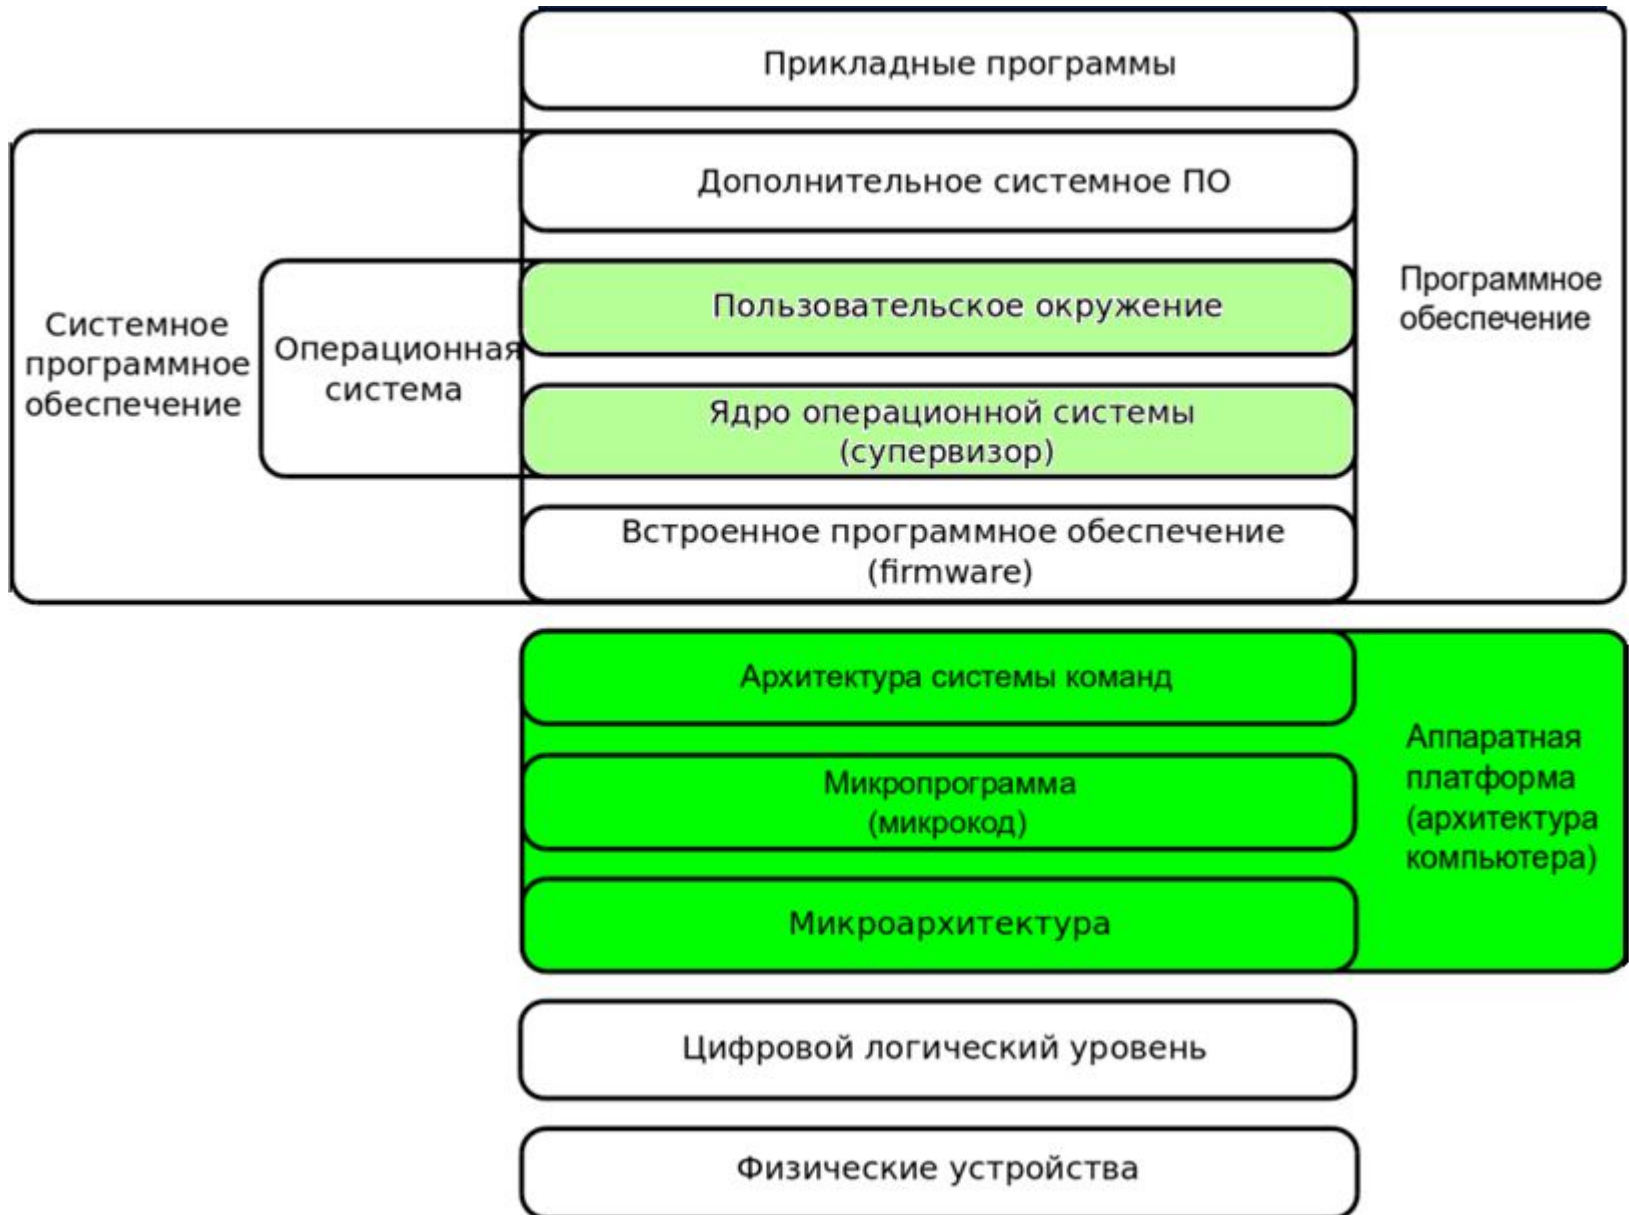 Прикладные программы
Дополнительное системное ПО
Пользовательское окружение
Программное
обеспечение
Системное
программное
обеспечение
Операционная
система
Ядро операционной системы
(супервизор)
Встроенное программное обеспечение
(firmware)
Архитектура системы команд
Микропрограмма
(микрокод)
Аппаратная
платформа
(архитектура
компьютера)
Микроархитектура
Цифровой логический уровень
Физические устройства